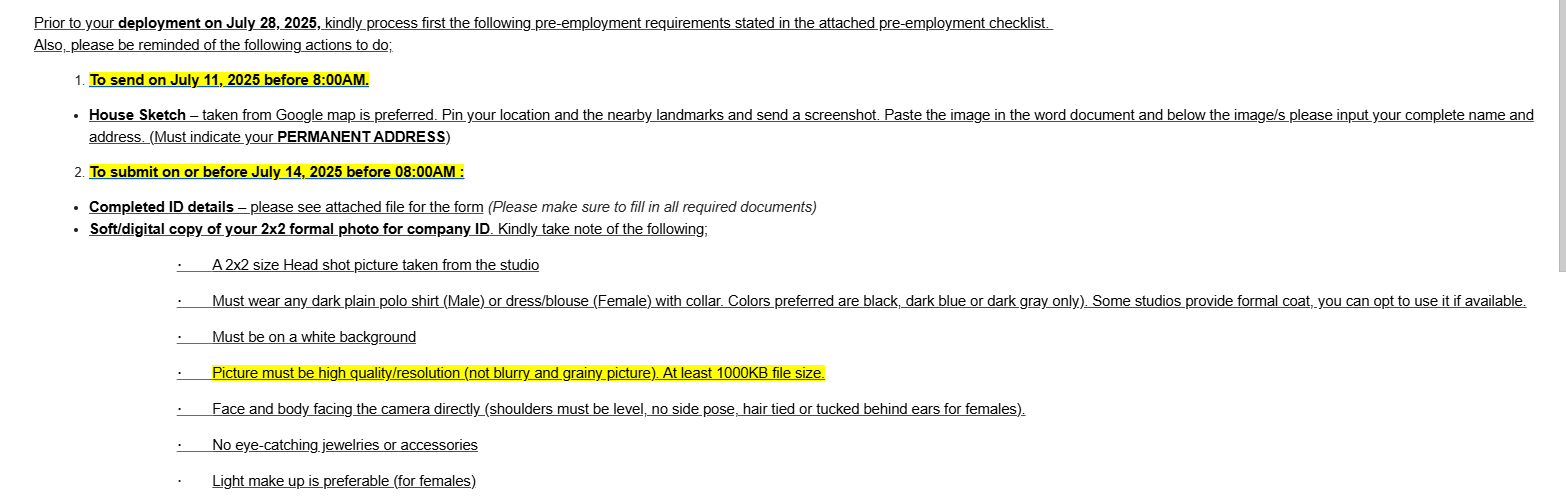 Prior to your deployment on July 28, 2025, kindly process first the following pre-employment requirements stated in the attached pre-employment checklist.
Also, please be reminded of the following actions to do;
1. To send on July 11, 2025 before 8:00AM.
• House Sketch – taken from Google map is preferred. Pin your location and the nearby landmarks and send a screenshot. Paste the image in the word document and below the image/s please input your complete name and
address. (Must indicate your PERMANENT ADDRESS)
2. To submit on or before July 14, 2025 before 08:00AM :
• Completed ID details – please see attached file for the form (Please make sure to fill in all required documents)
• Soft/digital copy of your 2x2 formal photo for company ID. Kindly take note of the following;
· A 2x2 size Head shot picture taken from the studio
· Must wear any dark plain polo shirt (Male) or dress/blouse (Female) with collar. Colors preferred are black, dark blue or dark gray only). Some studios provide formal coat, you can opt to use it if available.
· Must be on a white background
· Picture must be high quality/resolution (not blurry and grainy picture). At least 1000KB file size.
· Face and body facing the camera directly (shoulders must be level, no side pose, hair tied or tucked behind ears for females).
· No eye-catching jewelries or accessories
· Light make up is preferable (for females)